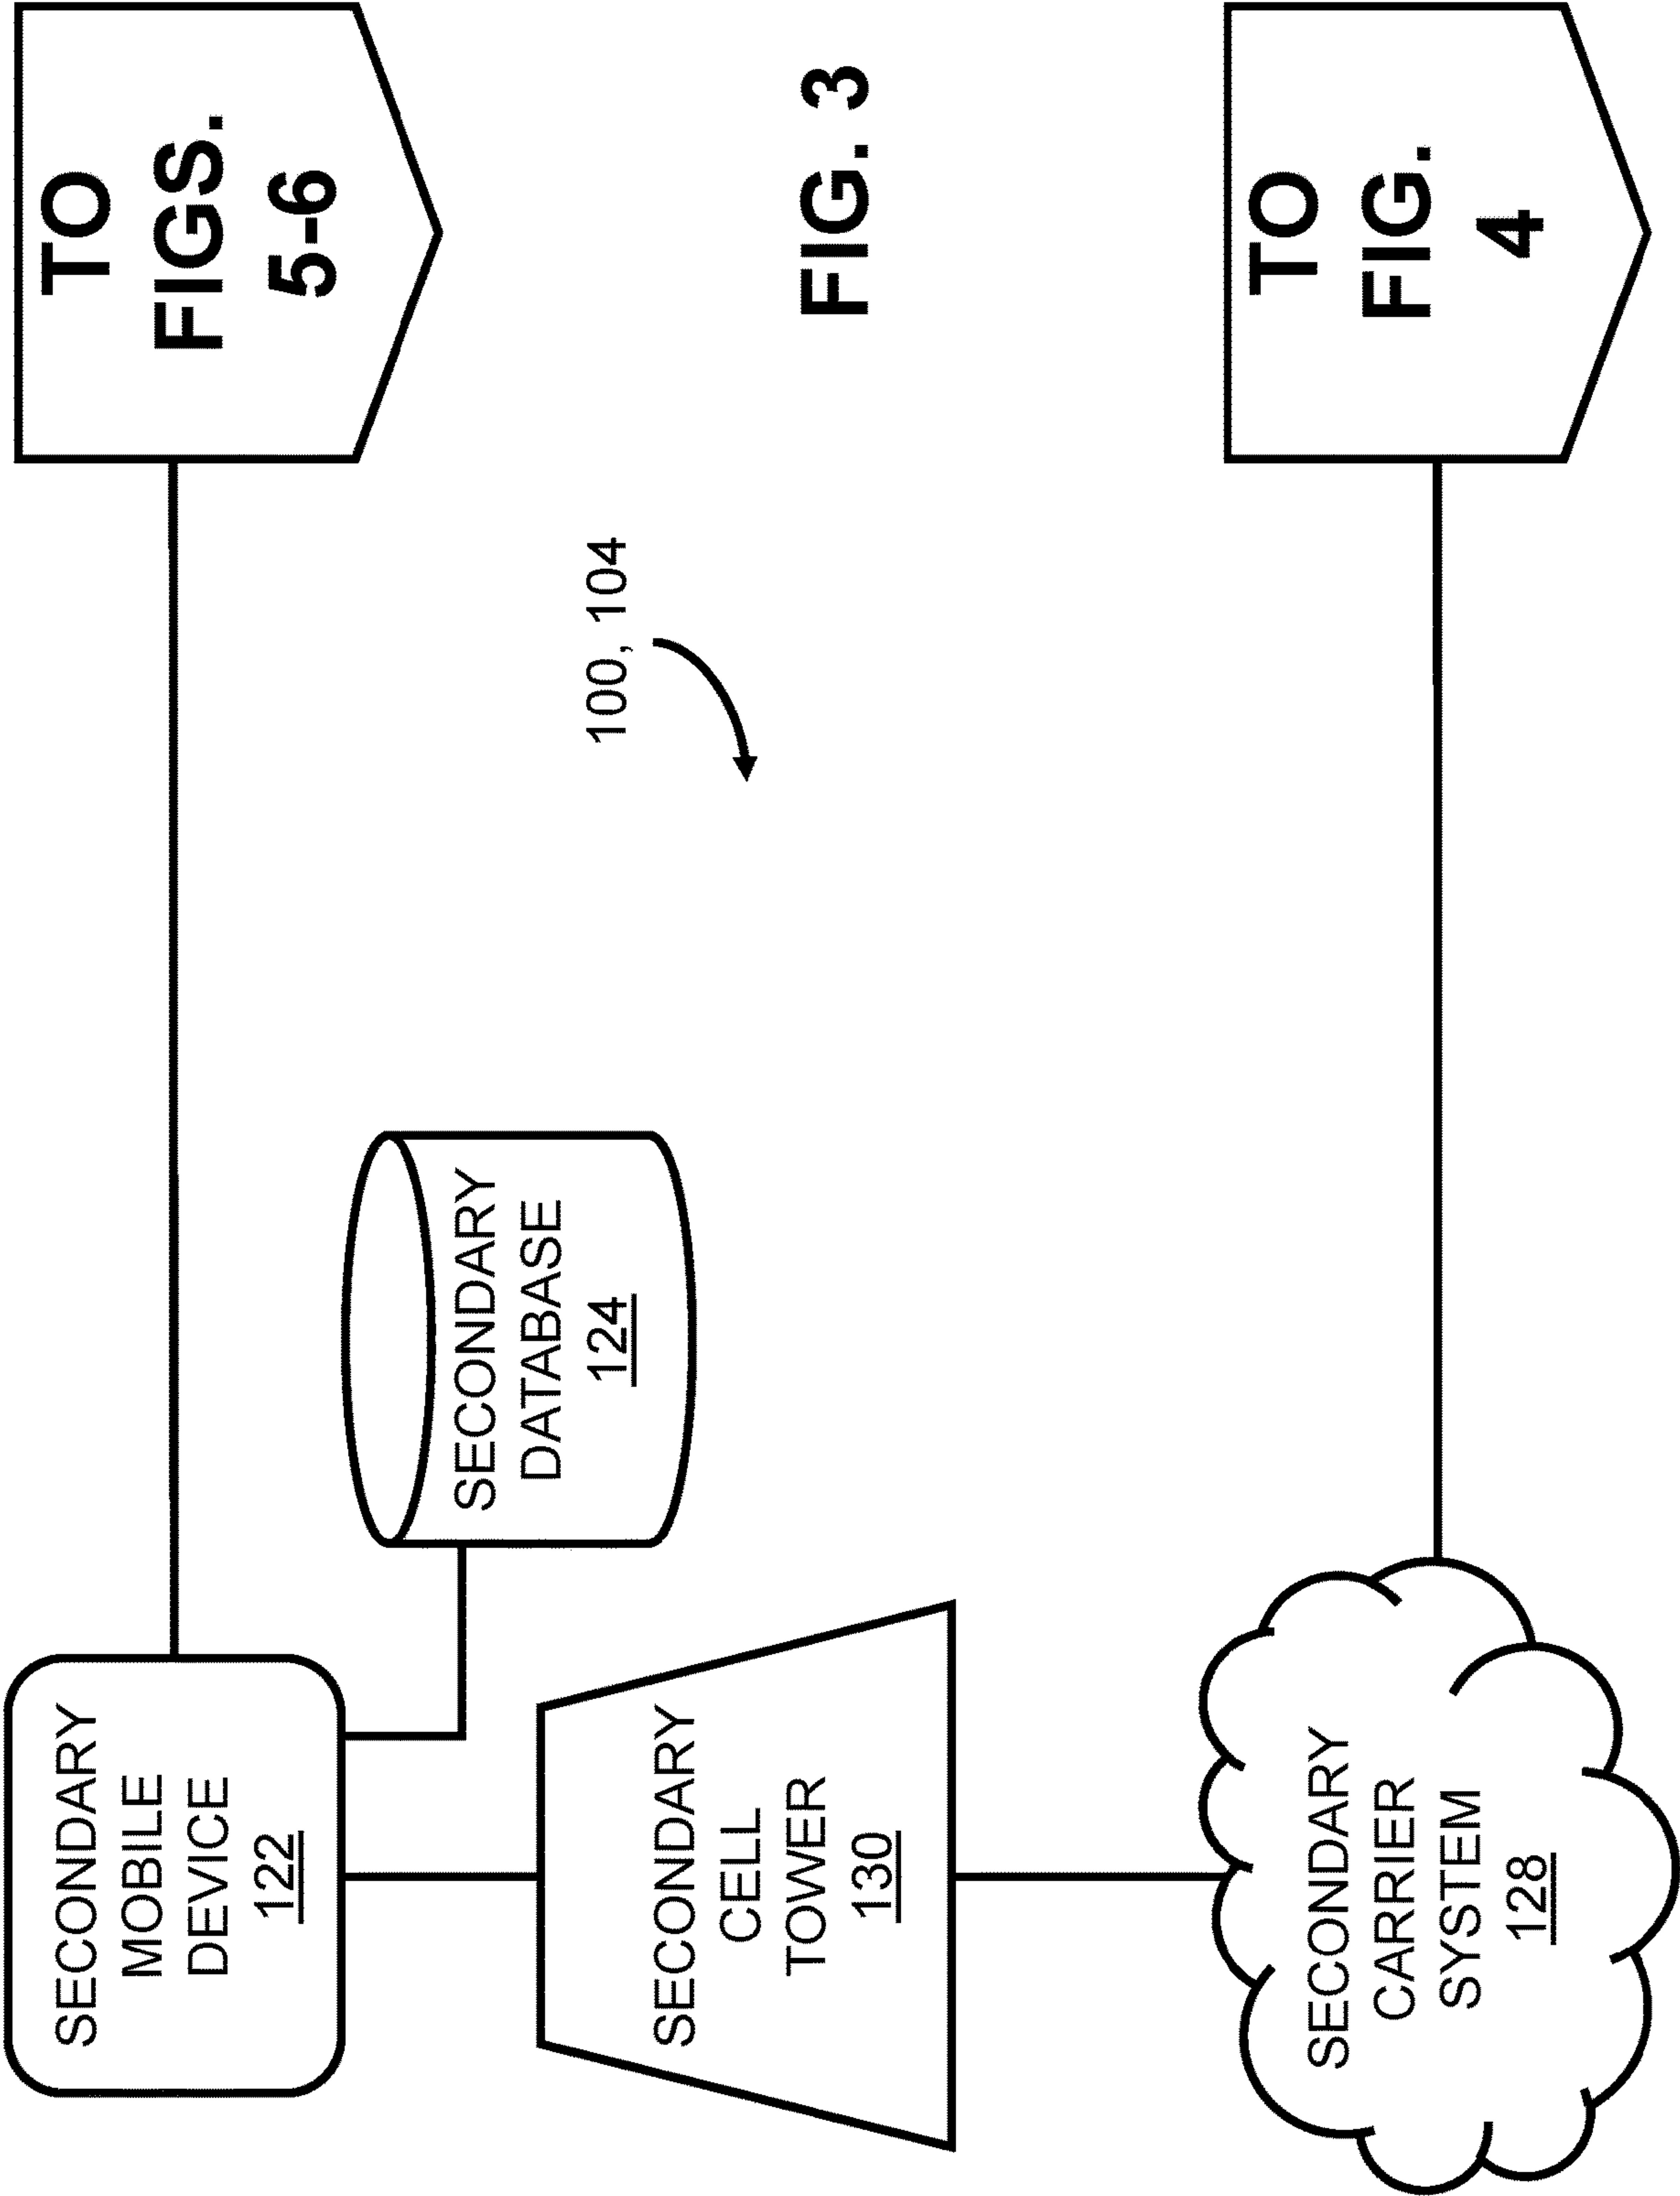 SECONDARY
MOBILE
DEVICE
122
TO
FIGS.
5-6
SECONDARY
DATABASE
124
100, 104
SECONDARY
CELL
TOWER
130
FIG. 3
SECONDARY
CARRIER
SYSTEM
128
TO
FIG.
4